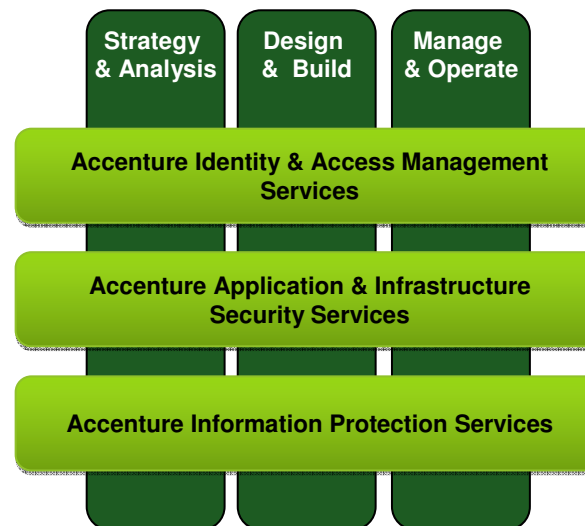 Strategy
& Analysis
Design
& Build
Manage
& Operate
Accenture Identity & Access Management
Services
Accenture Application & Infrastructure
Security Services
Accenture Information Protection Services